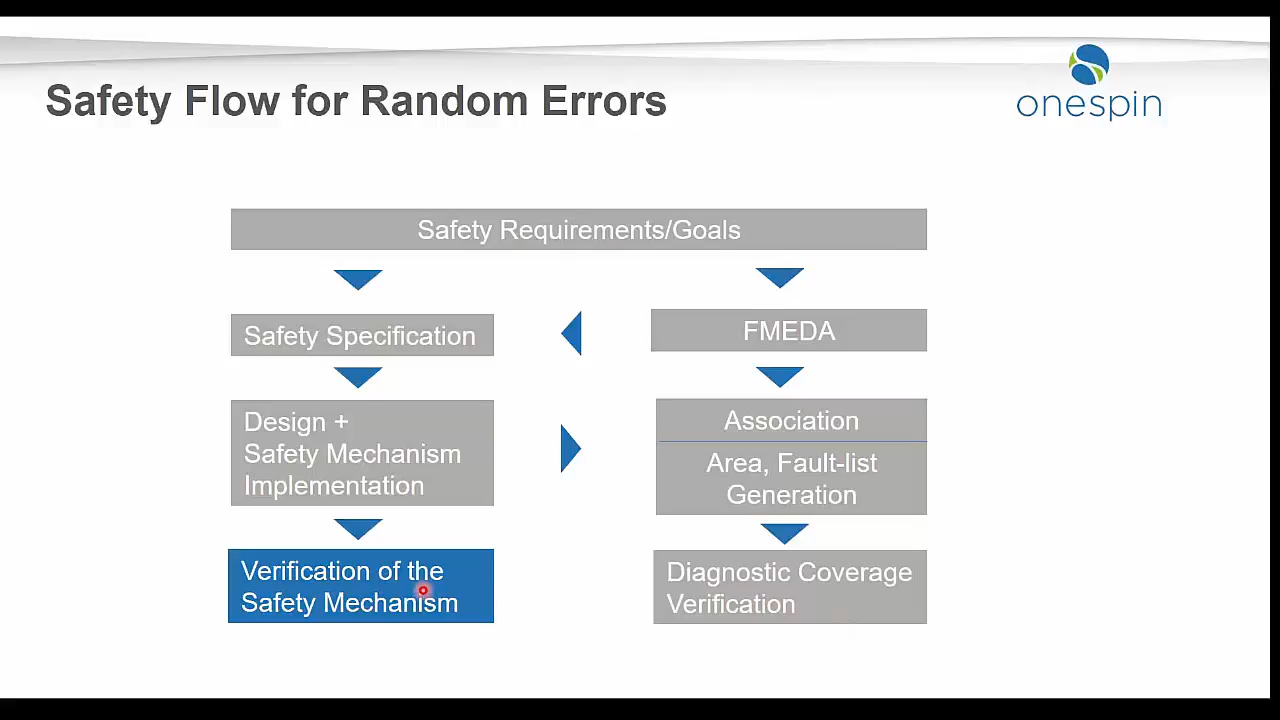 Safety Flow for Random Errors
onespin
Safety Requirements/Goals
Safety Specification
FMEDA
Design +
Safety Mechanism
Implementation
Association
Area, Fault-list
Generation
Verification of the
Safety Mechanism
Diagnostic Coverage
Verification